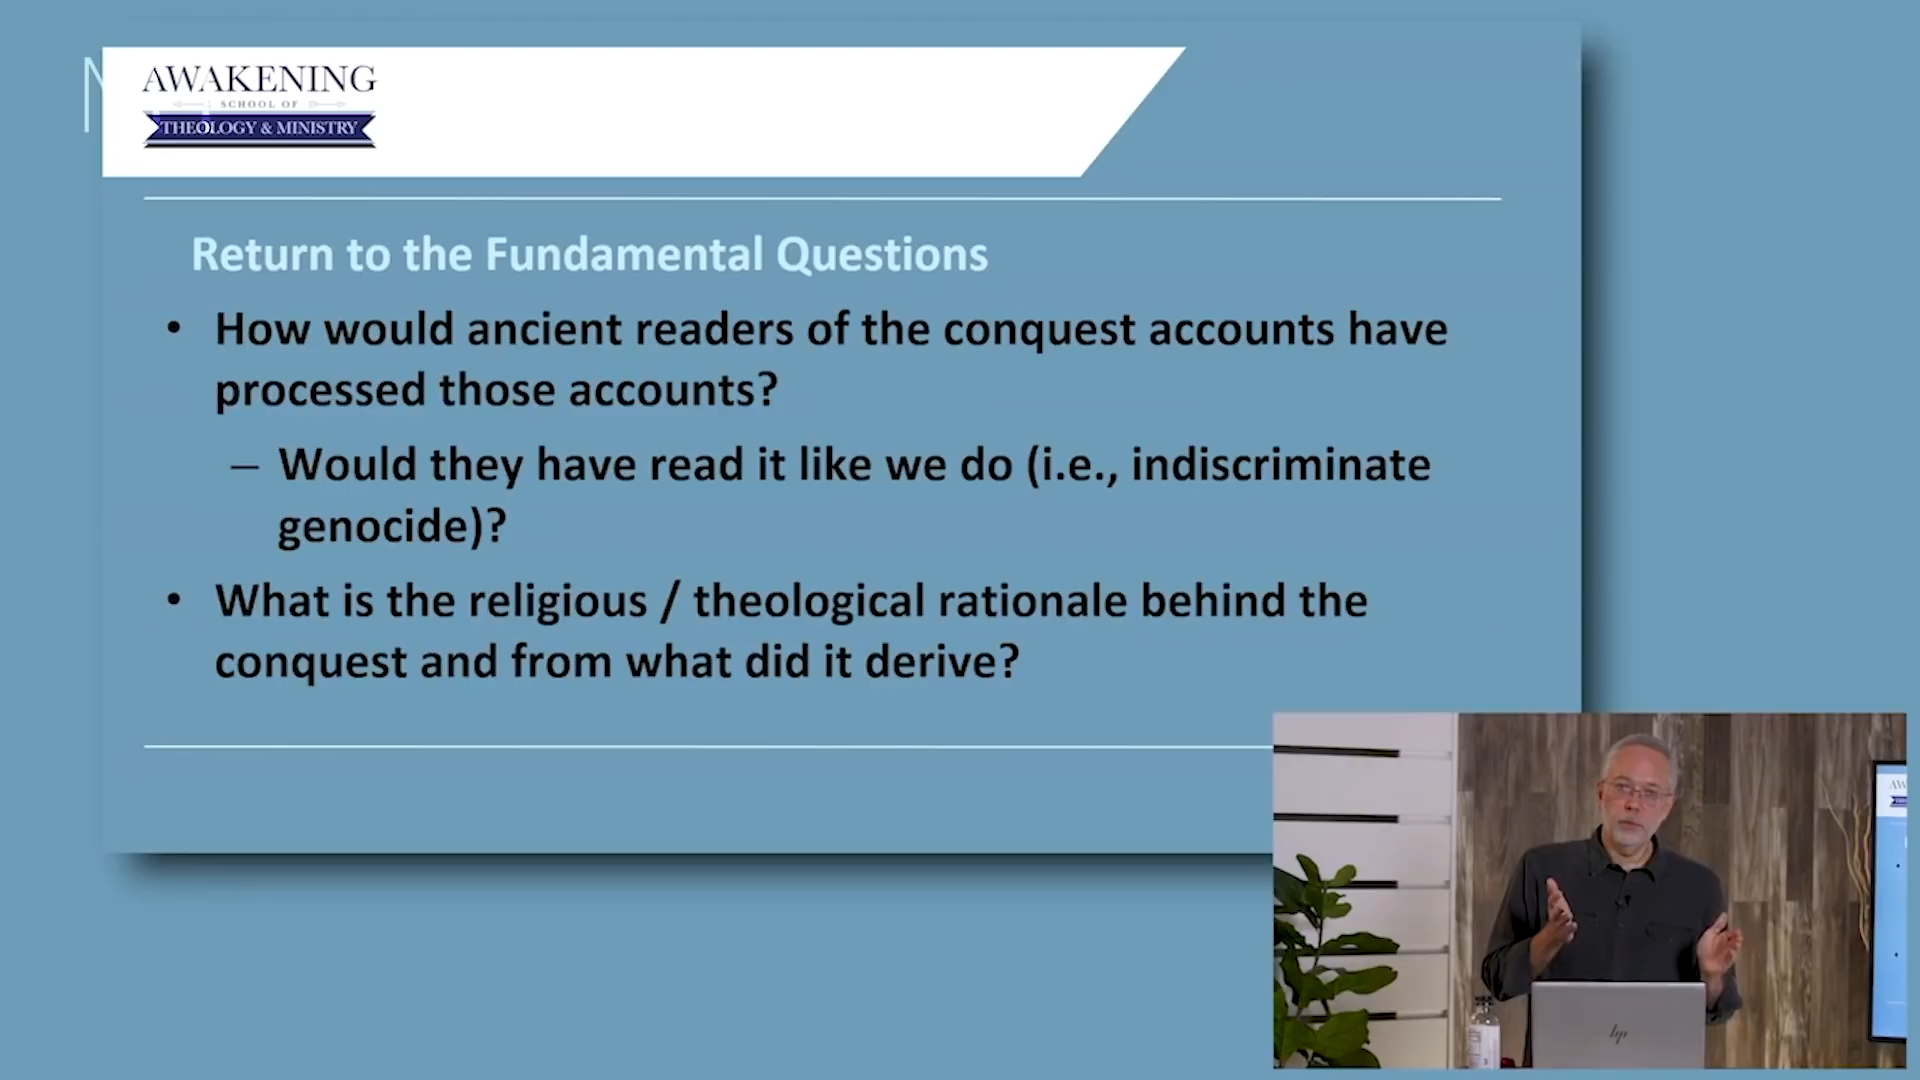 N
AWAKENING
SCHOOL OF
THEOLOGY & MINISTRY
Return to the Fundamental Questions
• How would ancient readers of the conquest accounts have
processed those accounts?
– Would they have read it like we do (i.e., indiscriminate
genocide)?
• What is the religious / theological rationale behind the
conquest and from what did it derive?
hp
AW